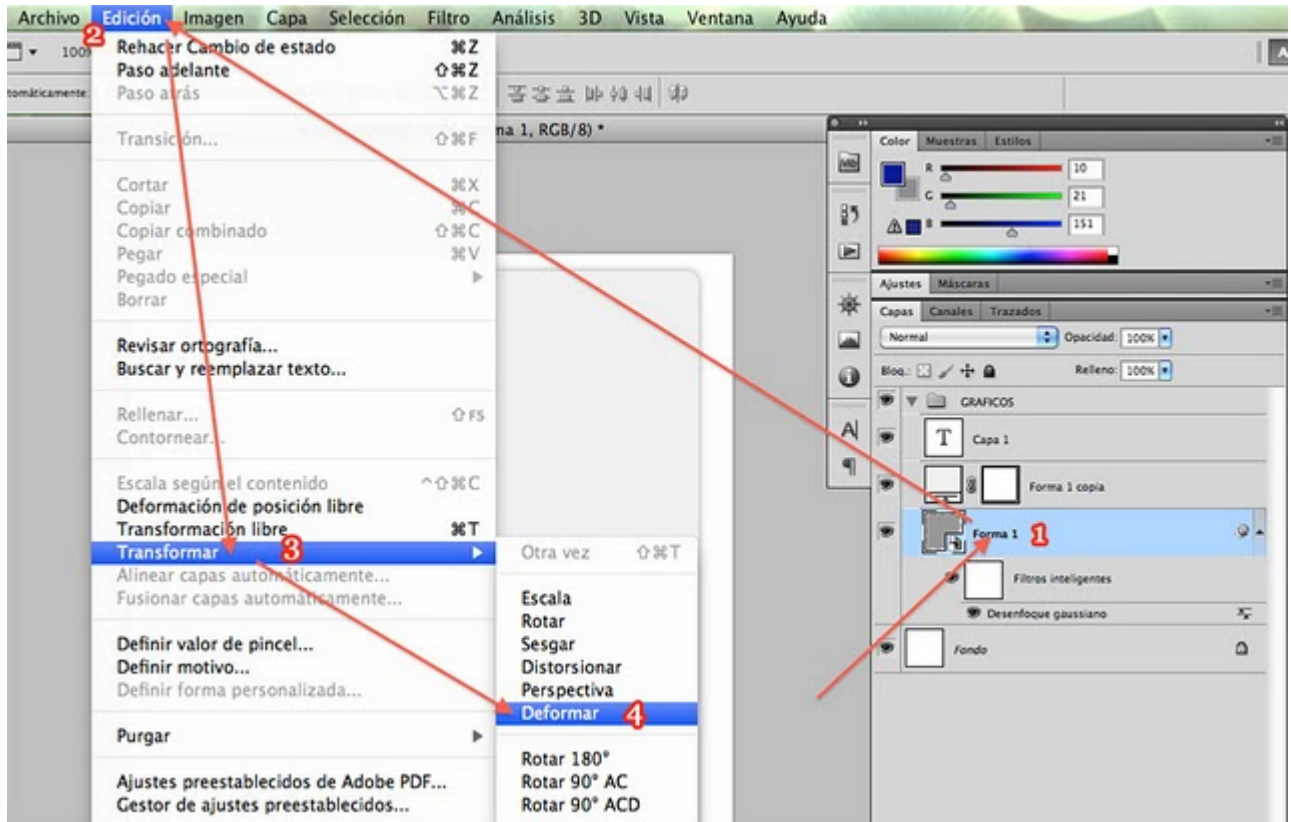 Archivo Edición Imagen Capa Selección Filtro Análisis 3D Vista Ventana Ayuda
2
100%
Rehacer Cambio de estado ⌘Z
Paso adelante ⇧⌘Z
Paso atrás ⌥⌘Z
Transición... ⇧⌘F
Cortar ⌘X
Copiar ⌘C
Copiar combinado ⇧⌘C
Pegar ⌘V
Pegado especial
Borrar
Revisar ortografía...
Buscar y reemplazar texto...
Rellenar... ⇧F5
Contornear...
Escala según el contenido ^⇧⌘C
Deformación de posición libre
Transformación libre ⌘T
Transformar 3
Alinear capas automáticamente...
Fusionar capas automáticamente...
Definir valor de pincel...
Definir motivo...
Definir forma personalizada...
Purgar
Ajustes preestablecidos de Adobe PDF...
Gestor de ajustes preestablecidos...
Otra vez ⇧⌘T
Escala
Rotar
Sesgar
Distorsionar
Perspectiva
Deformar 4
Rotar 180°
Rotar 90° AC
Rotar 90° ACD
omáticamente:
ma 1, RGB/8) *
Color Muestras Estilos
Mb
R 10
G 21
B 151
Ajustes Máscaras
Capas Canales Trazados
Normal Opacidad: 100%
Bloq.: Relleno: 100%
GRAFICOS
A
T Capa 1
Forma 1 copia
Forma 1 1
Filtros inteligentes
Desenfoque gaussiano
Fondo